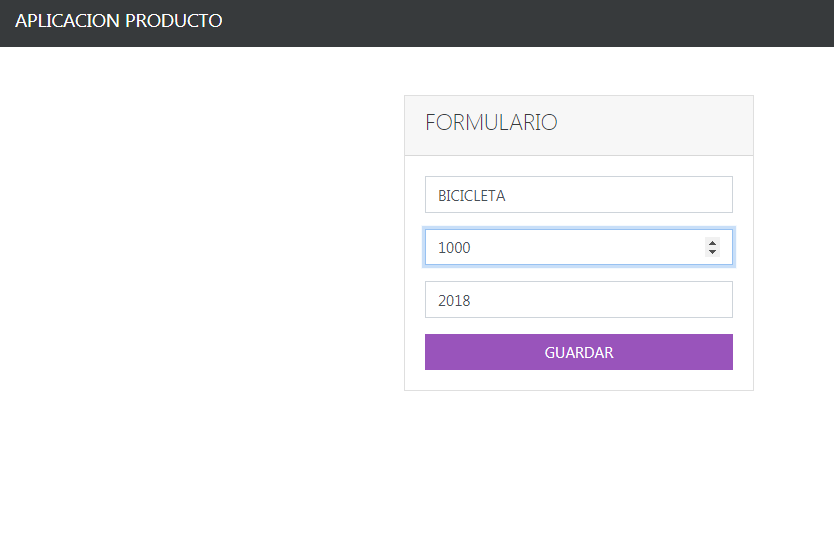 APLICACION PRODUCTO
FORMULARIO
BICICLETA
1000
2018
GUARDAR